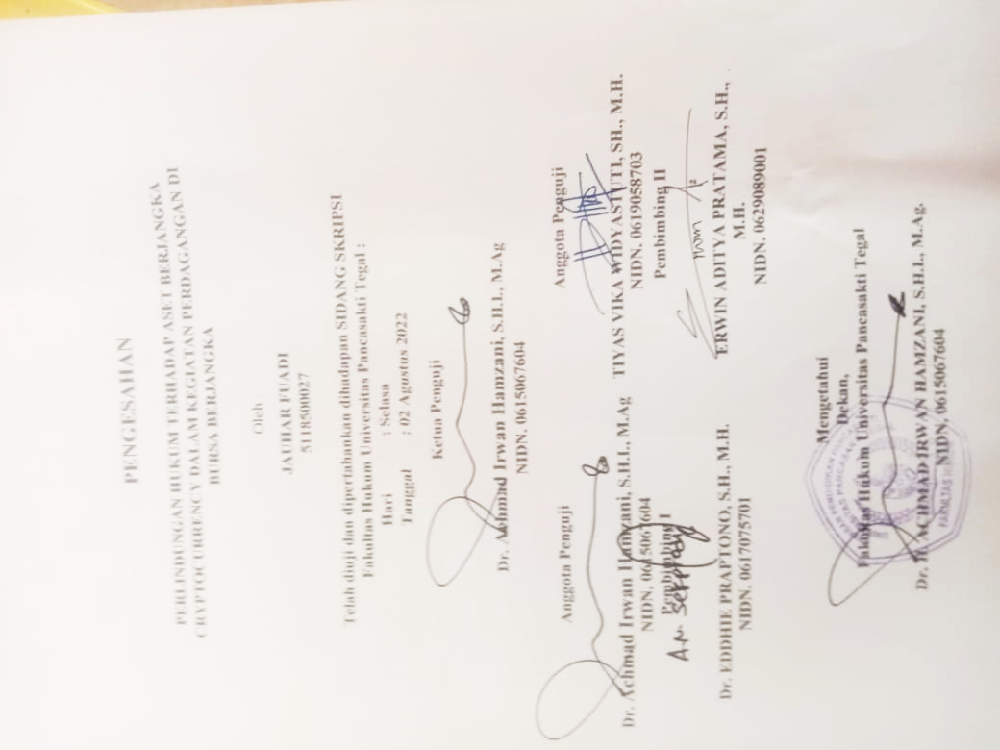 PENGESAHAN
PERLINDUNGAN HUKUM TERHADAP ASET BERJANGKA
CRYPTOCURRENCY DALAM KEGIATAN PERDAGANGAN DI
BURSA BERJANGKA
Oleh :
JAUHAR FUADI
5118500027
Telah diuji dan dipertahankan dihadapan SIDANG SKRIPSI
Fakultas Hukum Universitas Pancasakti Tegal :
Hari : Selasa
Tanggal : 02 Agustus 2022
Ketua Penguji
Dr. Achmad Irwan Hamzani, S.H.I., M.Ag
NIDN. 0615067604
Anggota Penguji
Dr. Achmad Irwan Hamzani, S.H.I., M.Ag
NIDN. 0615067604
Anggota Penguji
TIYAS VIKA WIDYASTUTI, SH., M.H.
NIDN. 0619058703
Pembimbing I
Dr. EDDHIE PRAPTONO, S.H., M.H.
NIDN. 0617075701
Pembimbing II
ERWIN ADITYA PRATAMA, S.H.,
M.H.
NIDN. 0629089001
Mengetahui
Dekan,
Fakultas Hukum Universitas Pancasakti Tegal
Dr. H. ACHMAD IRWAN HAMZANI, S.H.I., M.Ag.
NIDN. 0615067604